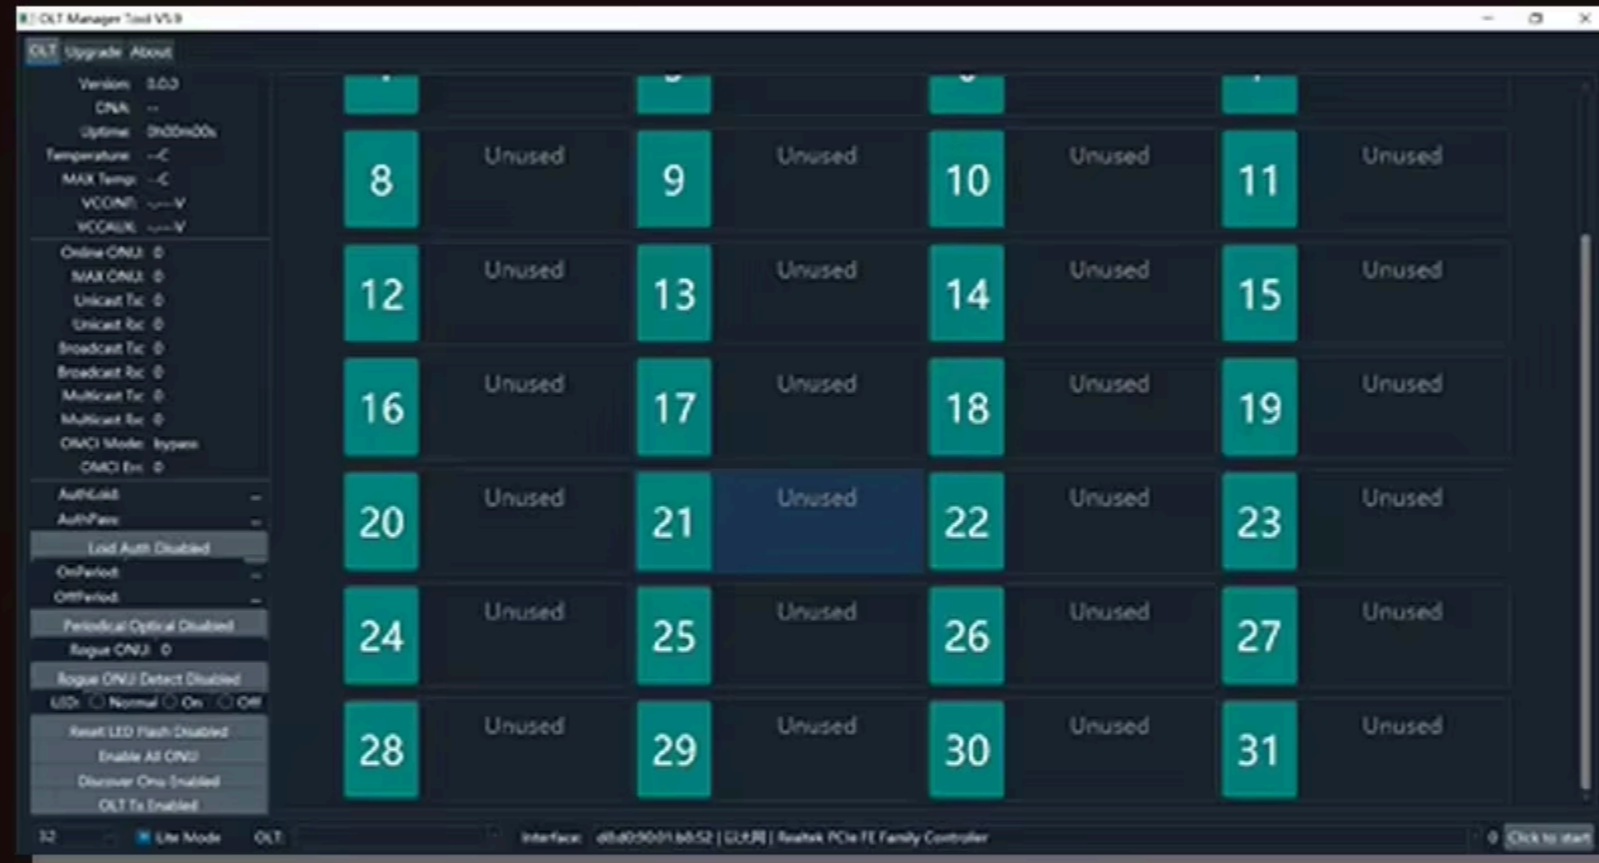 OLT Manager Tool V5.9
OLT Upgrade About
Version: 0.0.0
DNA: --
Uptime: 0h00m00s
Temperature: --C
MAX Temp: --C
VCCINT: -.---V
VCCAUX: -.---V
Online ONU: 0
MAX ONU: 0
Unicast Tx: 0
Unicast Rx: 0
Broadcast Tx: 0
Broadcast Rx: 0
Multicast Tx: 0
Multicast Rx: 0
OMCI Mode: bypass
OMCI Err: 0
AuthLoid: --
AuthPass: --
Loid Auth Disabled
OnPeriod: --
OffPeriod: --
Periodical Optical Disabled
Rogue ONU: 0
Rogue ONU Detect Disabled
LED: Normal On Off
Reset LED Flash Disabled
Enable All ONU
Discover Onu Enabled
OLT Tx Enabled
8 Unused 9 Unused 10 Unused 11 Unused
12 Unused 13 Unused 14 Unused 15 Unused
16 Unused 17 Unused 18 Unused 19 Unused
20 Unused 21 Unused 22 Unused 23 Unused
24 Unused 25 Unused 26 Unused 27 Unused
28 Unused 29 Unused 30 Unused 31 Unused
32 Lite Mode OLT: Interface: | 以太网 | Realtek PCIe FE Family Controller 0 Click to start